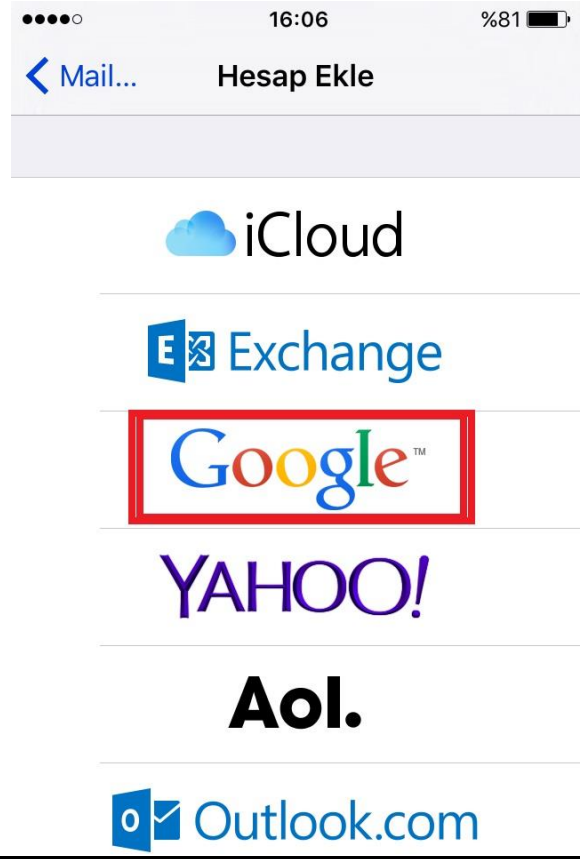 16:06 %81
Mail... Hesap Ekle
iCloud
E Exchange
Google™
YAHOO!
Aol.
o Outlook.com